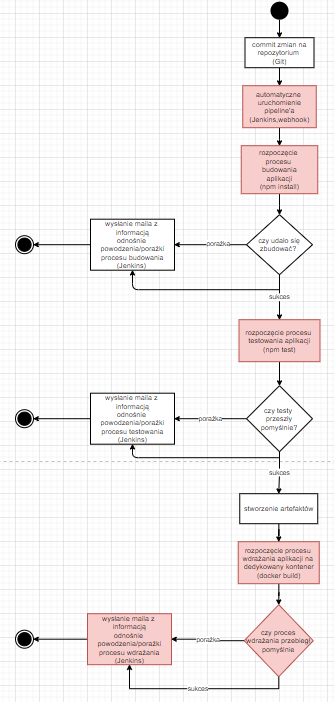 commit zmian na
repozytorium
(Git)
automatyczne
uruchomienie
pipeline'a
(Jenkins,webhook)
rozpoczęcie
procesu
budowania
aplikacji
(npm install)
wysłanie maila z
informacją
odnośnie
powodzenia/porażki
procesu budowania
(Jenkins)
porażka
czy udało się
zbudować?
sukces
rozpoczęcie procesu
testowania aplikacji
(npm test)
wysłanie maila z
informacją
odnośnie
powodzenia/porażki
procesu testowania
(Jenkins)
porażka
czy testy
przeszły
pomyślnie?
sukces
stworzenie artefaktów
rozpoczęcie procesu
wdrażania aplikacji na
dedykowany kontener
(docker build)
wysłanie maila z
informacją
odnośnie
powodzenia/porażki
procesu wdrażania
(Jenkins)
porażka
czy proces
wdrażania przebiegł
pomyślnie
sukces